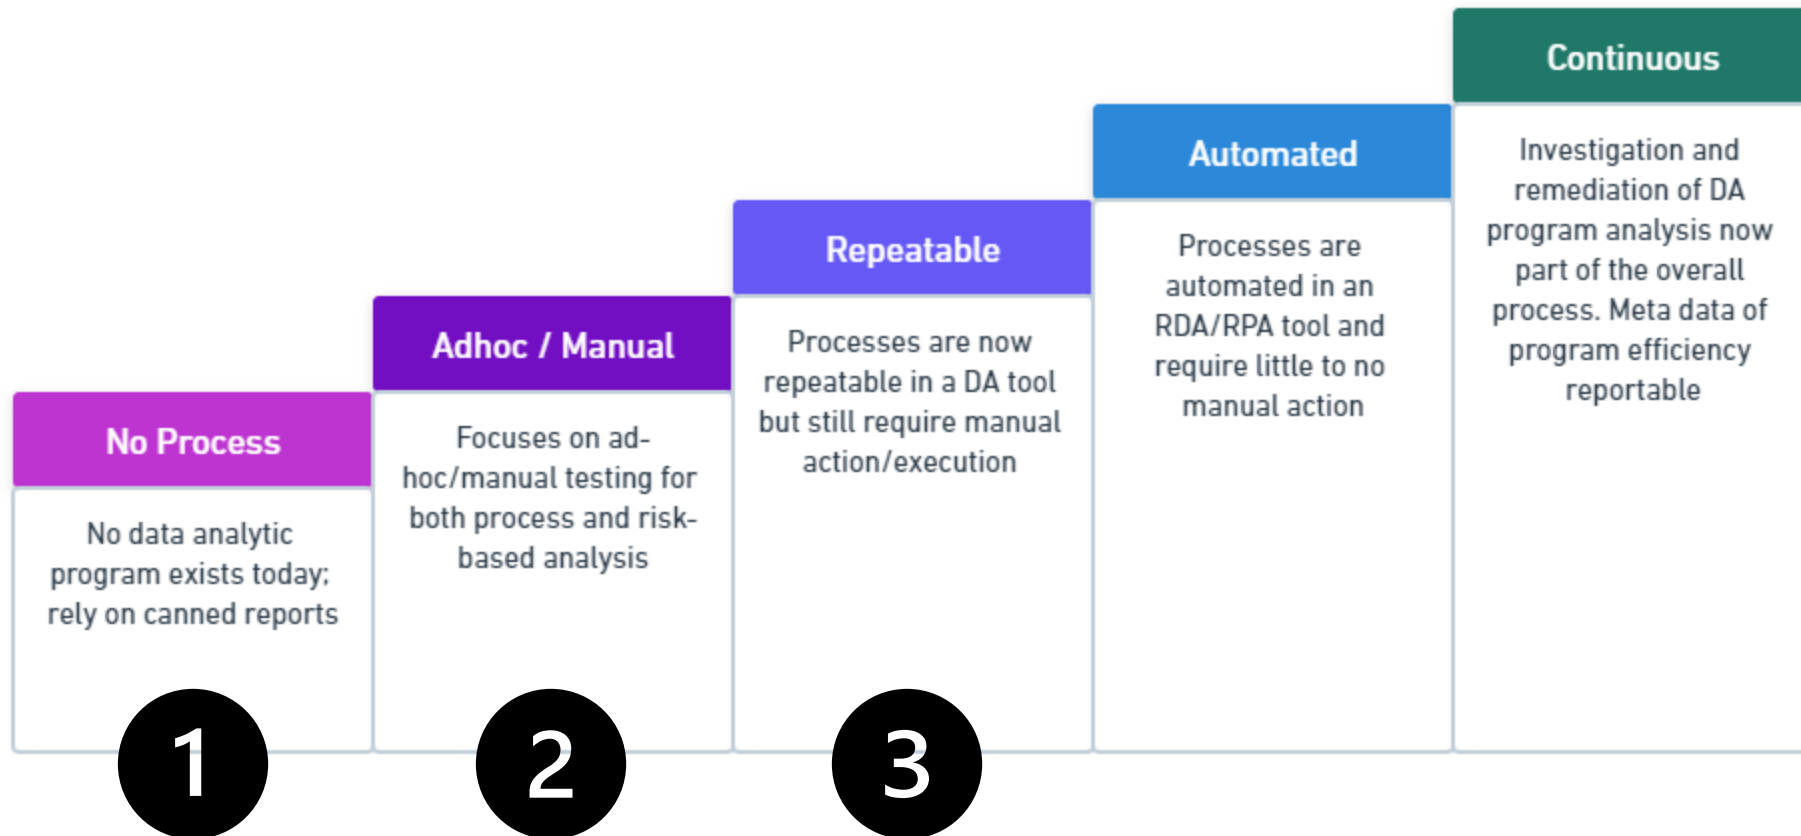 No Process
No data analytic
program exists today;
rely on canned reports
1
Adhoc / Manual
Focuses on ad-
hoc/manual testing for
both process and risk-
based analysis
2
Repeatable
Processes are now
repeatable in a DA tool
but still require manual
action/execution
3
Automated
Processes are
automated in an
RDA/RPA tool and
require little to no
manual action
Continuous
Investigation and
remediation of DA
program analysis now
part of the overall
process. Meta data of
program efficiency
reportable